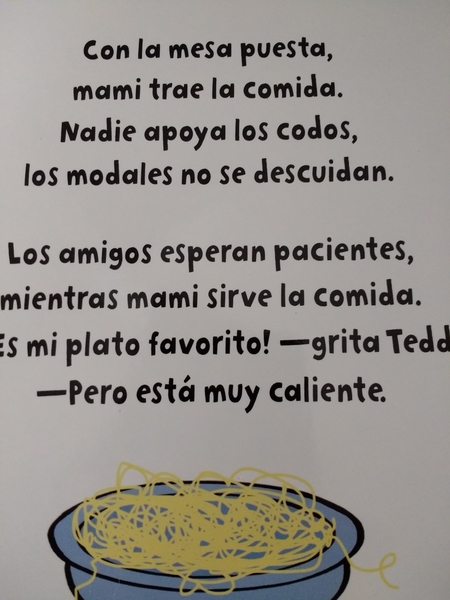 Con la mesa puesta,
mami trae la comida.
Nadie apoya los codos,
los modales no se descuidan.
Los amigos esperan pacientes,
mientras mami sirve la comida.
Es mi plato favorito! —grita Tedd
—Pero está muy caliente.